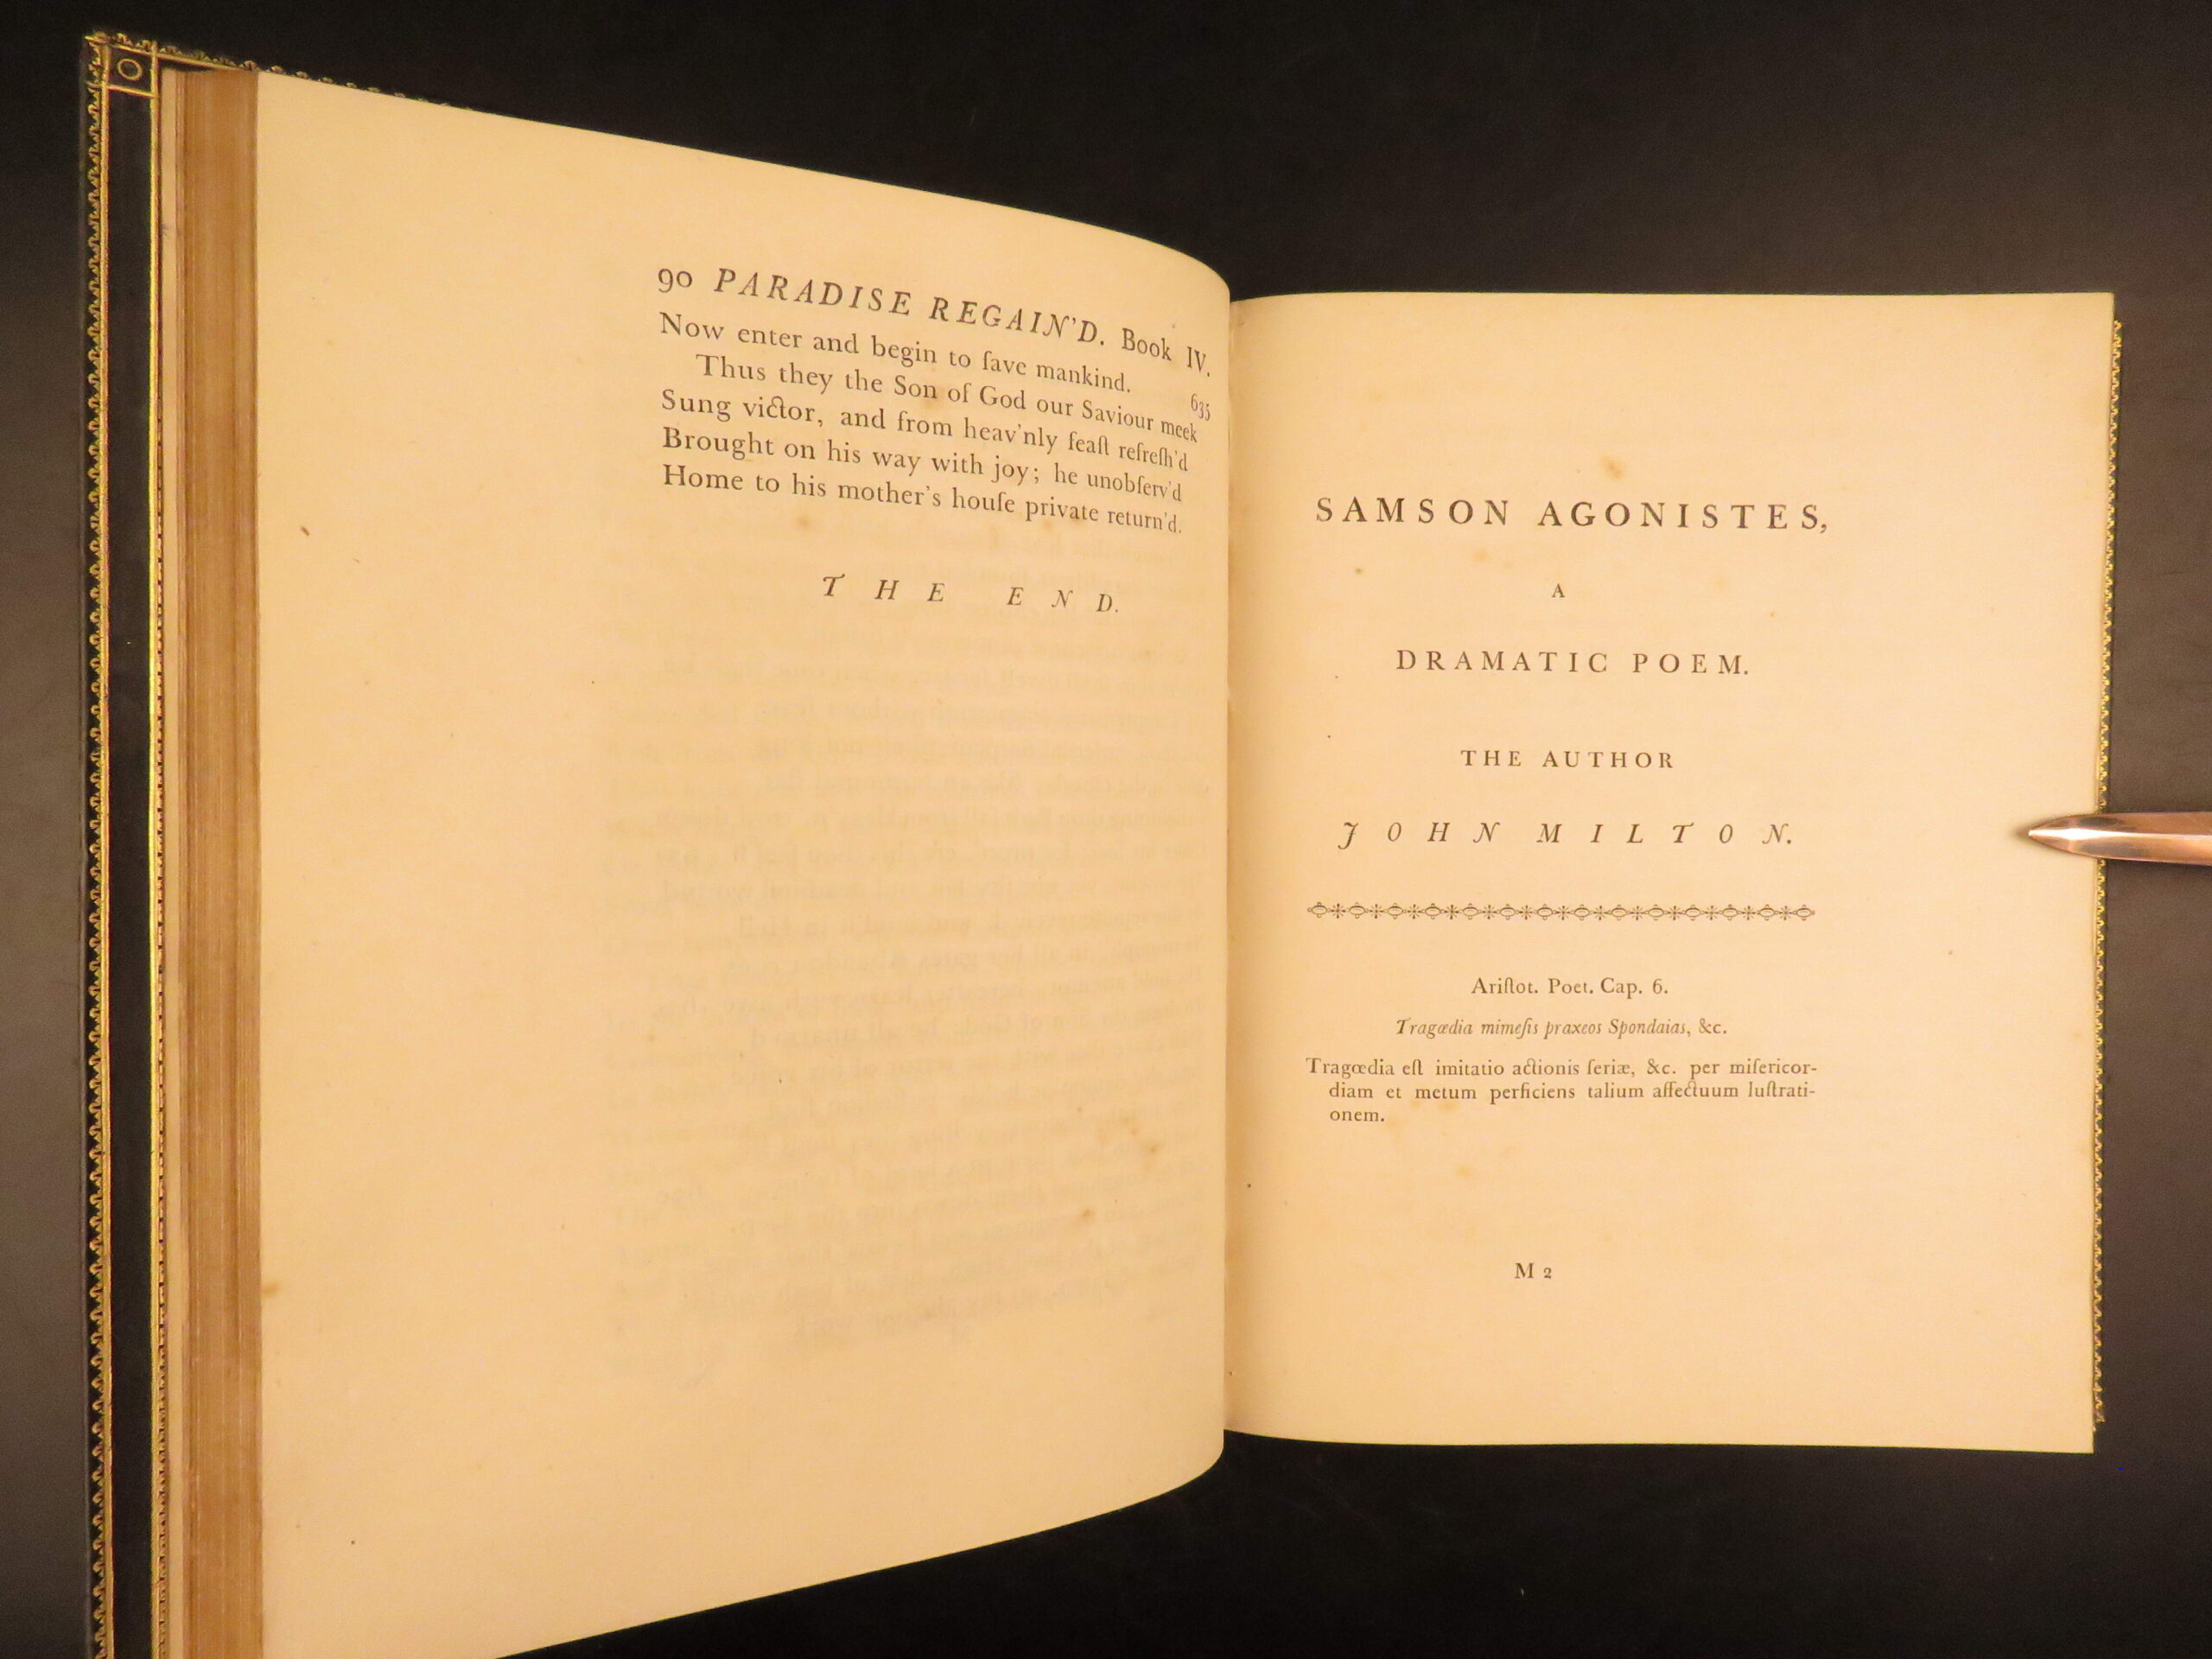 90 PARADISE REGAIN'D. Book IV.
Now enter and begin to ſave mankind. 635
Thus they the Son of God our Saviour meek
Sung victor, and from heav'nly feaſt refreſh'd
Brought on his way with joy; he unobſerv'd
Home to his mother's houſe private return'd.
THE END.
SAMSON AGONISTES,
A
DRAMATIC POEM.
THE AUTHOR
JOHN MILTON.
Ariſtot. Poet. Cap. 6.
Tragœdia mimeſis praxeos Spondaias, &c.
Tragœdia eſt imitatio actionis ſeriæ, &c. per miſericor-
diam et metum perficiens talium affectuum luſtrati-
onem.
M 2